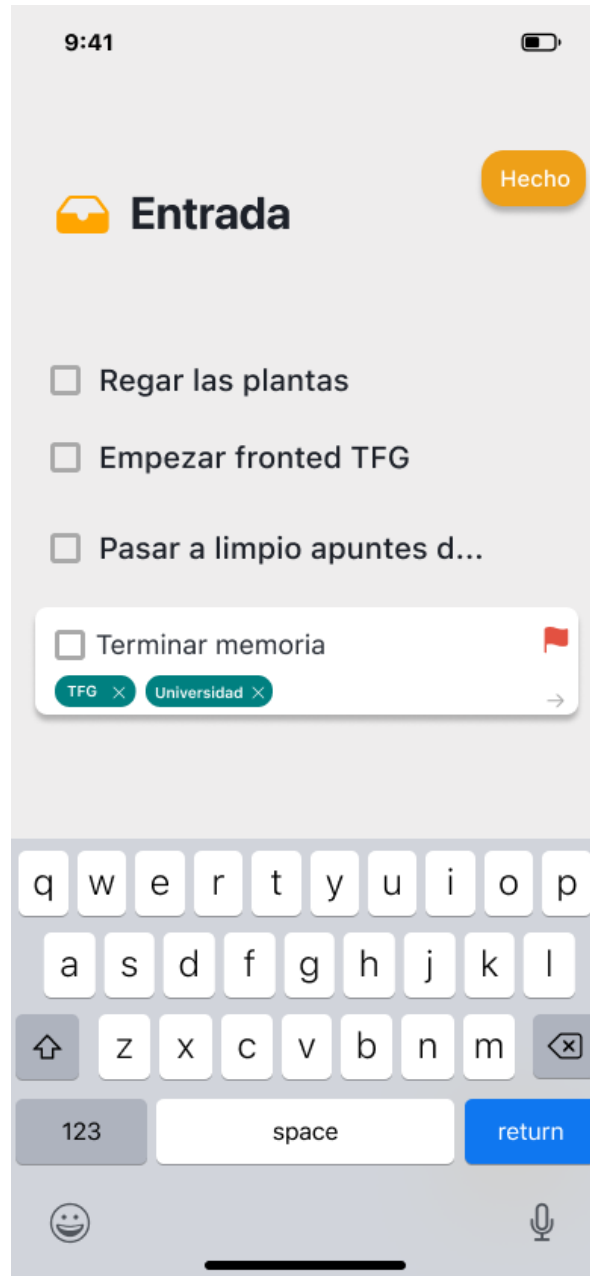 9:41
Hecho
Entrada
Regar las plantas
Empezar fronted TFG
Pasar a limpio apuntes d...
Terminar memoria
TFG × Universidad ×
q w e r t y u i o p
a s d f g h j k l
z x c v b n m
123 space return